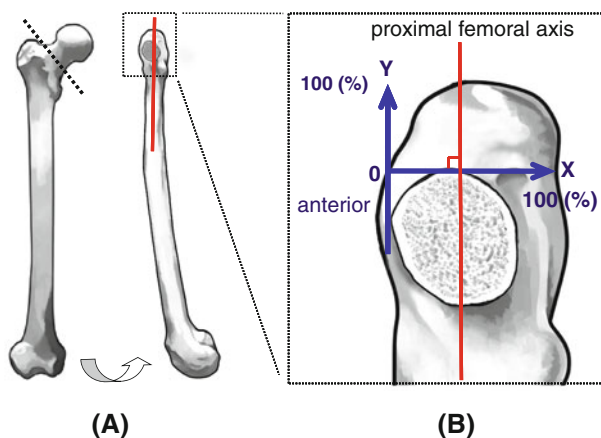 proximal femoral axis
Y
100 (%)
0
X
100 (%)
anterior
(A)
(B)